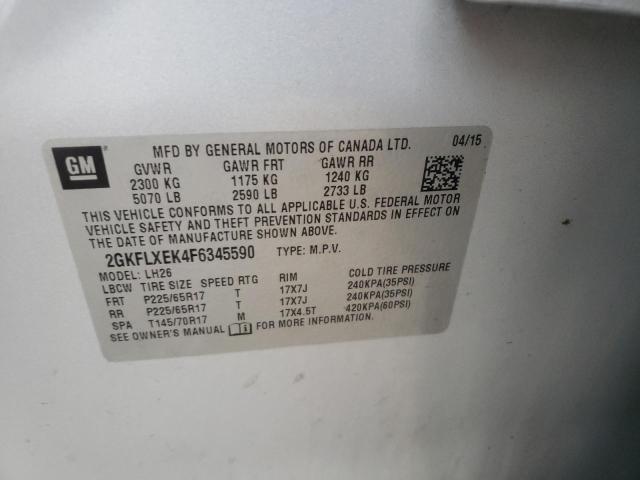 GM
MFD BY GENERAL MOTORS OF CANADA LTD. 04/15
GVWR GAWR FRT GAWR RR
2300 KG 1175 KG 1240 KG
5070 LB 2590 LB 2733 LB
THIS VEHICLE CONFORMS TO ALL APPLICABLE U.S. FEDERAL MOTOR
VEHICLE SAFETY AND THEFT PREVENTION STANDARDS IN EFFECT ON
THE DATE OF MANUFACTURE SHOWN ABOVE.
2GKFLXEK4F6345590 TYPE: M.P.V.
MODEL: LH26
LBCW TIRE SIZE SPEED RTG RIM COLD TIRE PRESSURE
FRT P225/65R17 T 17X7J 240KPA(35PSI)
RR P225/65R17 T 17X7J 240KPA(35PSI)
SPA T145/70R17 M 17X4.5T 420KPA(60PSI)
SEE OWNER'S MANUAL FOR MORE INFORMATION.